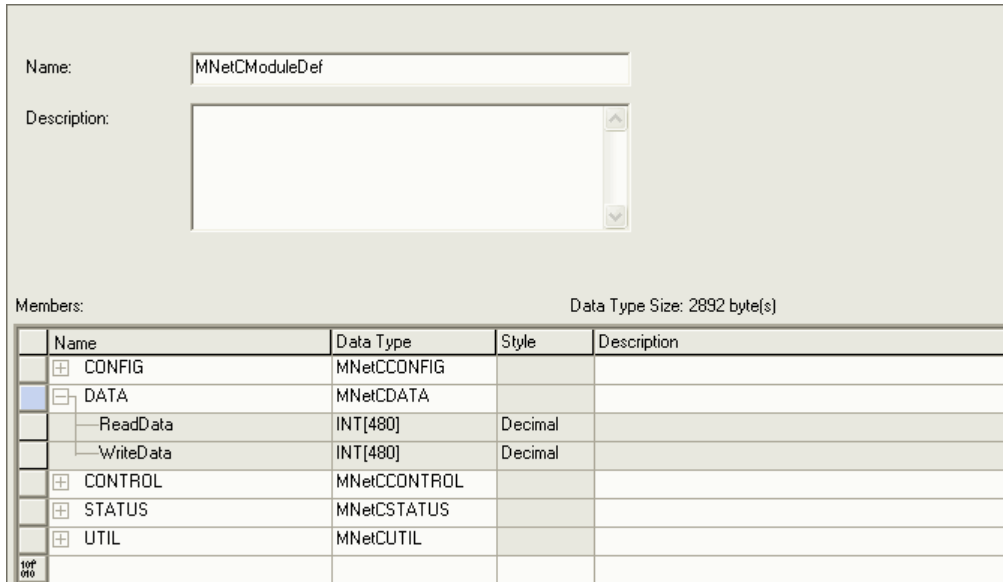 Name: MNetCModuleDef
Description:
Members: Data Type Size: 2892 byte(s)
Name Data Type Style Description
CONFIG MNetCCONFIG
DATA MNetCDATA
ReadData INT[480] Decimal
WriteData INT[480] Decimal
CONTROL MNetCCONTROL
STATUS MNetCSTATUS
UTIL MNetCUTIL